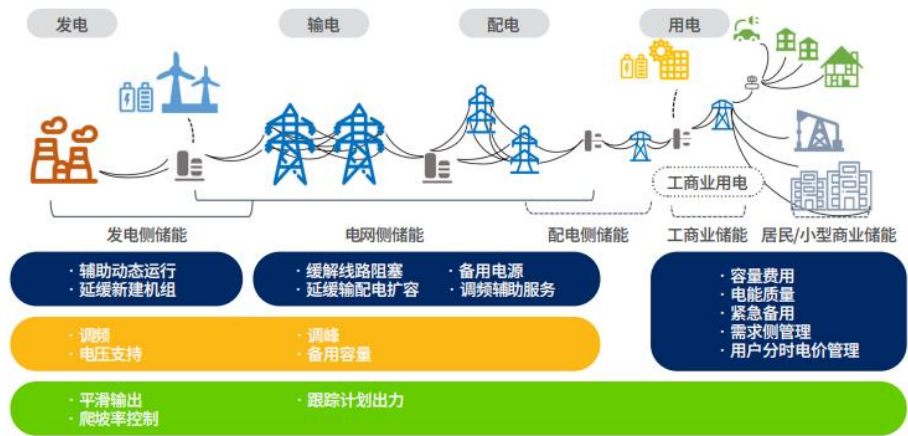 发电
输电
配电
用电
工商业用电
发电侧储能
电网侧储能
配电侧储能
工商业储能
居民/小型商业储能
· 辅助动态运行
· 延缓新建机组
· 缓解线路阻塞
· 延缓输配电扩容
· 备用电源
· 调频辅助服务
· 容量费用
· 电能质量
· 紧急备用
· 需求侧管理
· 用户分时电价管理
· 调频
· 电压支持
· 调峰
· 备用容量
· 平滑输出
· 爬坡率控制
· 跟踪计划出力